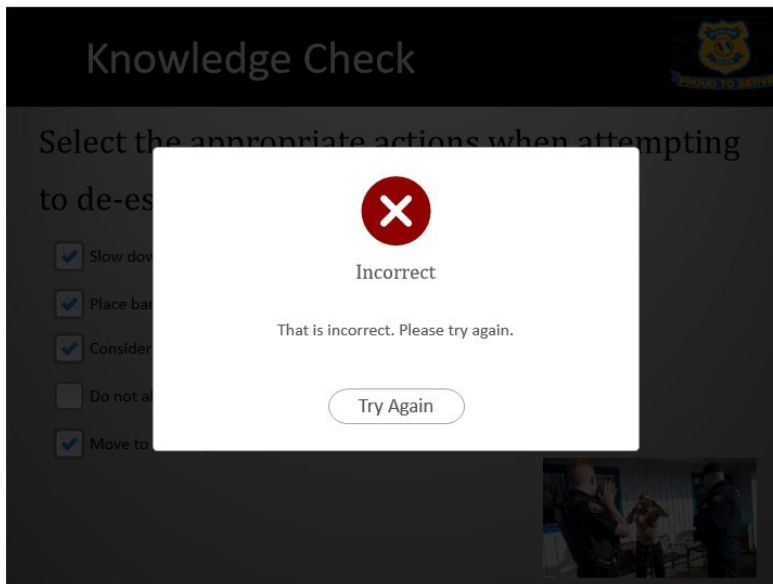 Knowledge Check
PROUD TO SERVE
Select the appropriate actions when attempting
to de-es
Incorrect
That is incorrect. Please try again.
Try Again
Slow dow
Place bar
Consider
Do not al
Move to